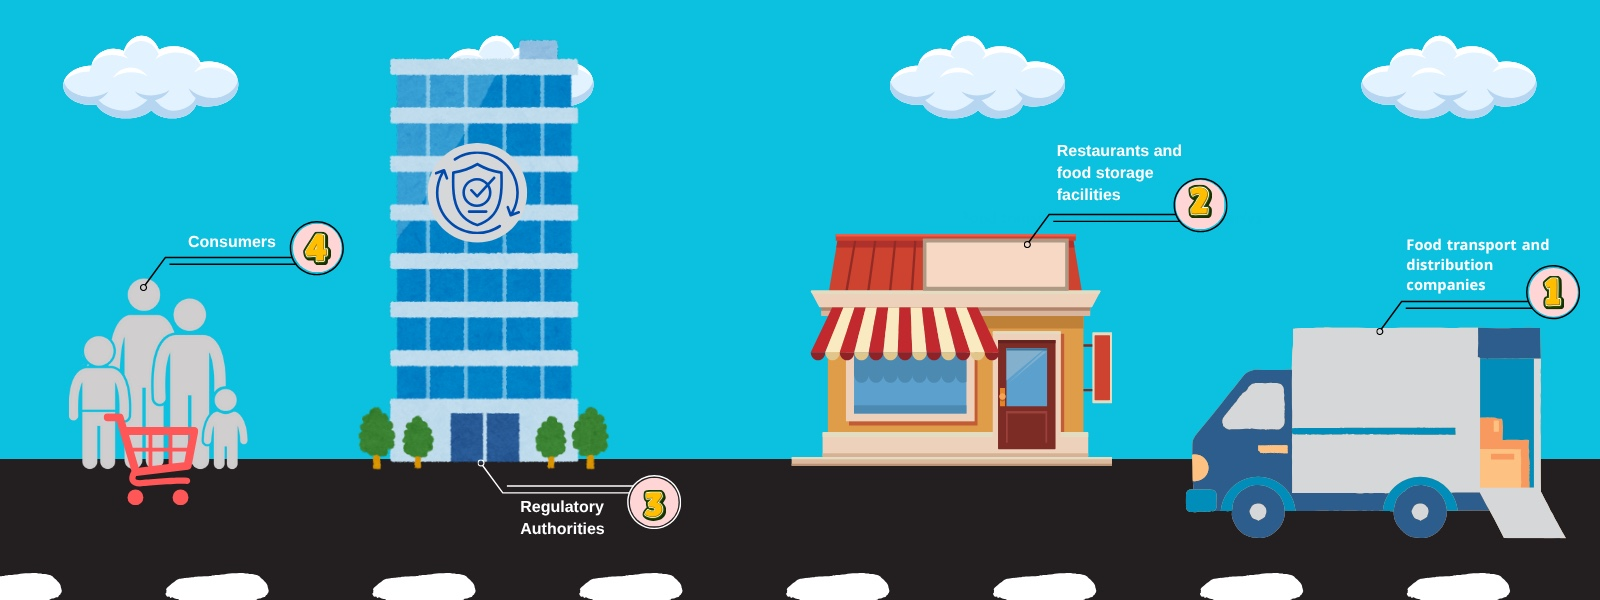 Consumers
4
Regulatory
Authorities
3
Restaurants and
food storage
facilities
2
Food transport and
distribution
companies
1